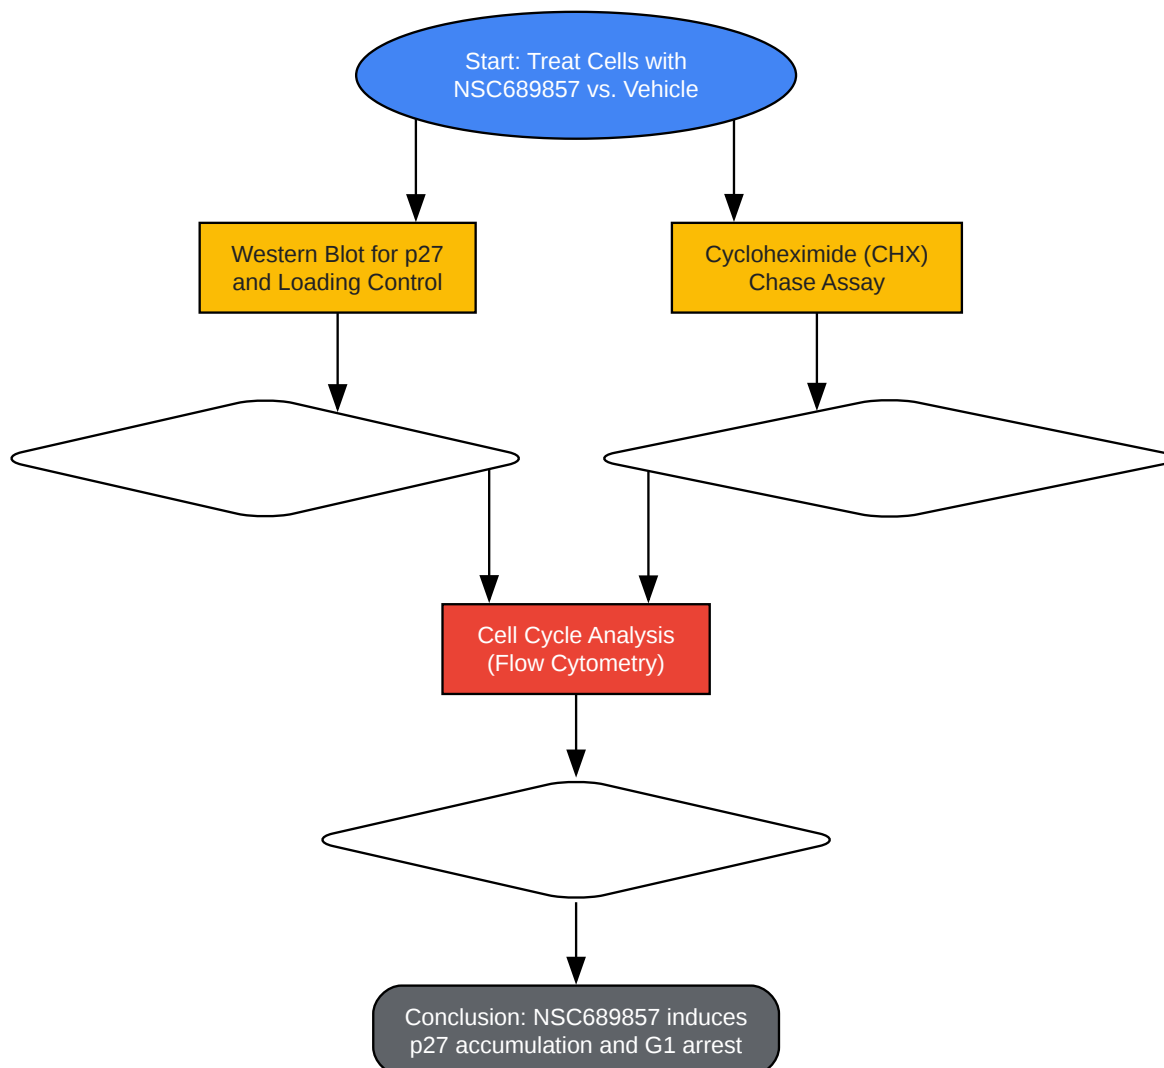 Start: Treat Cells with
NSC689857 vs. Vehicle
Western Blot for p27
and Loading Control
Cycloheximide (CHX)
Chase Assay
Cell Cycle Analysis
(Flow Cytometry)
Conclusion: NSC689857 induces
p27 accumulation and G1 arrest